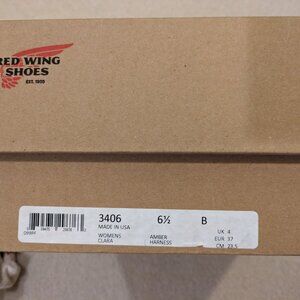 RED WING
SHOES
EST. 1905
3406 6½ B
MADE IN USA
UK 4
WOMENS AMBER EUR 37
CLARA HARNESS CM 23.5